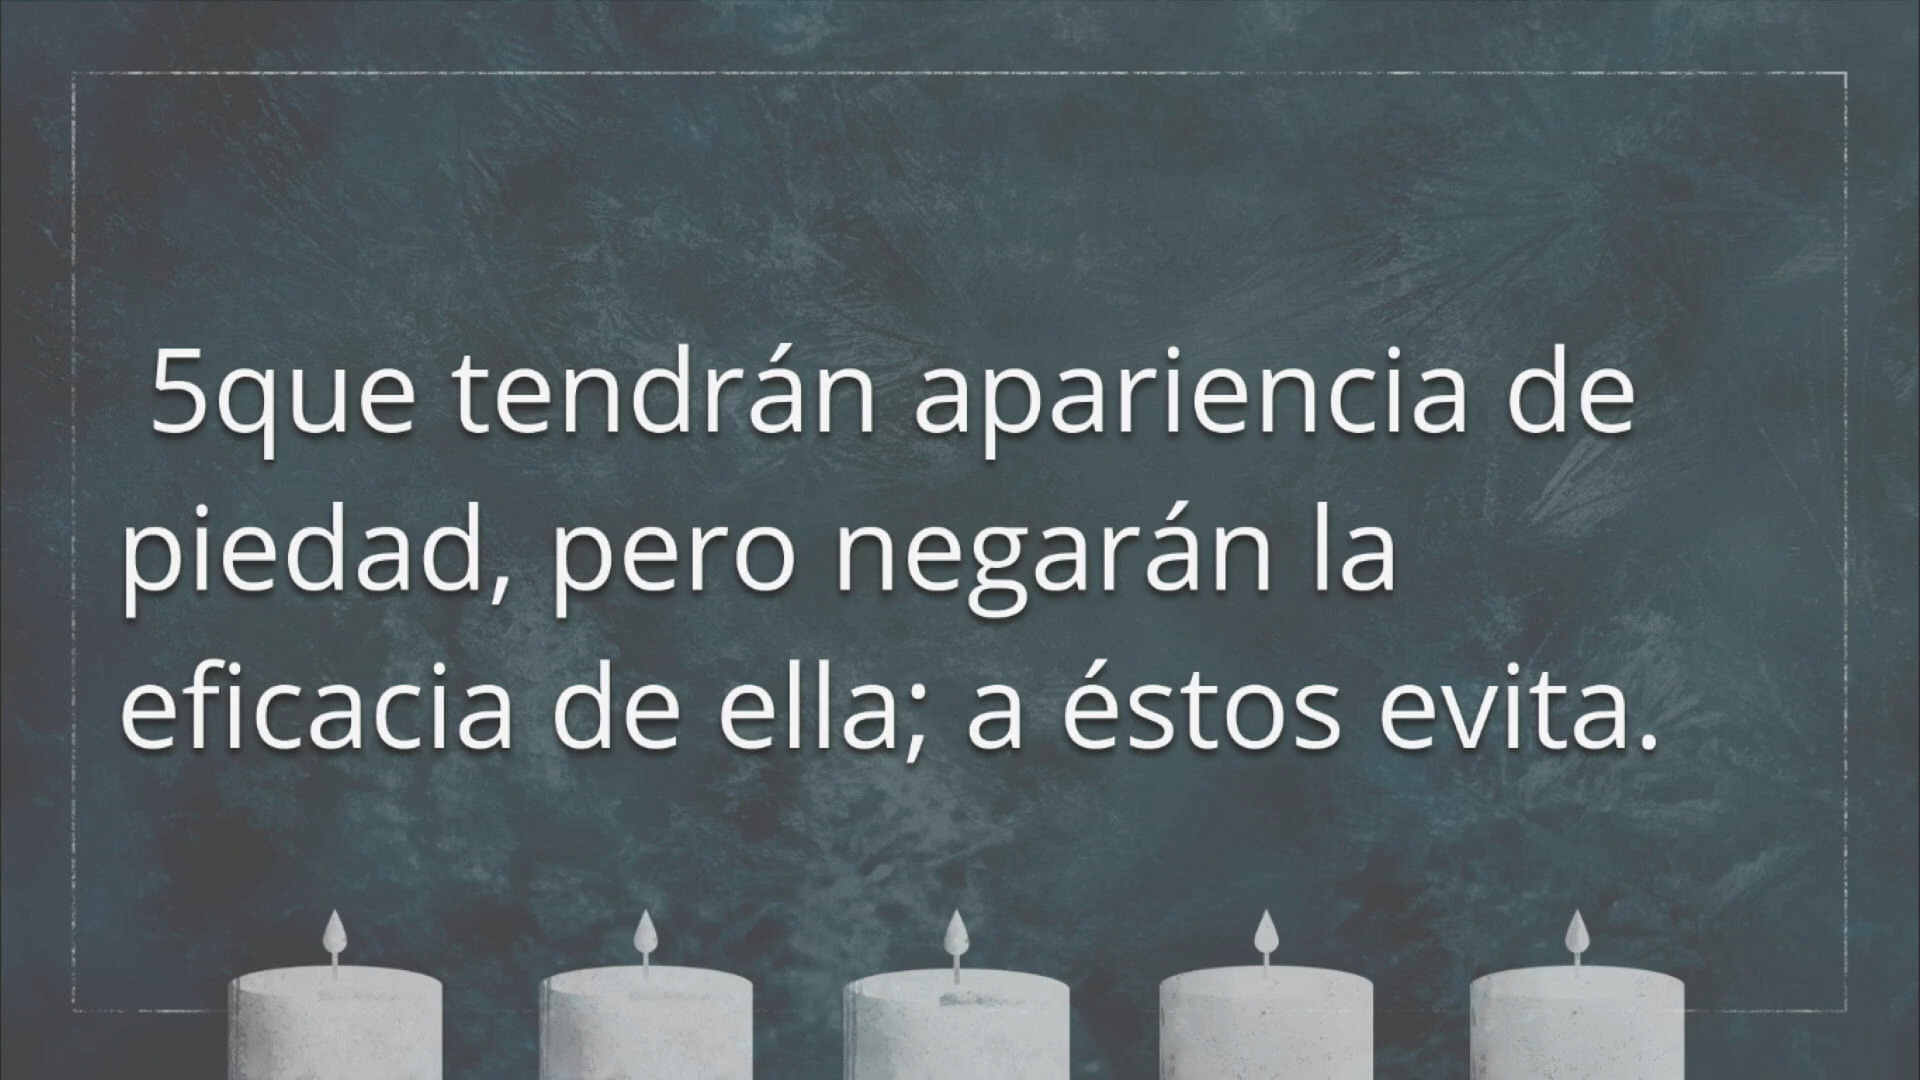 5que tendrán apariencia de
piedad, pero negarán la
eficacia de ella; a éstos evita.